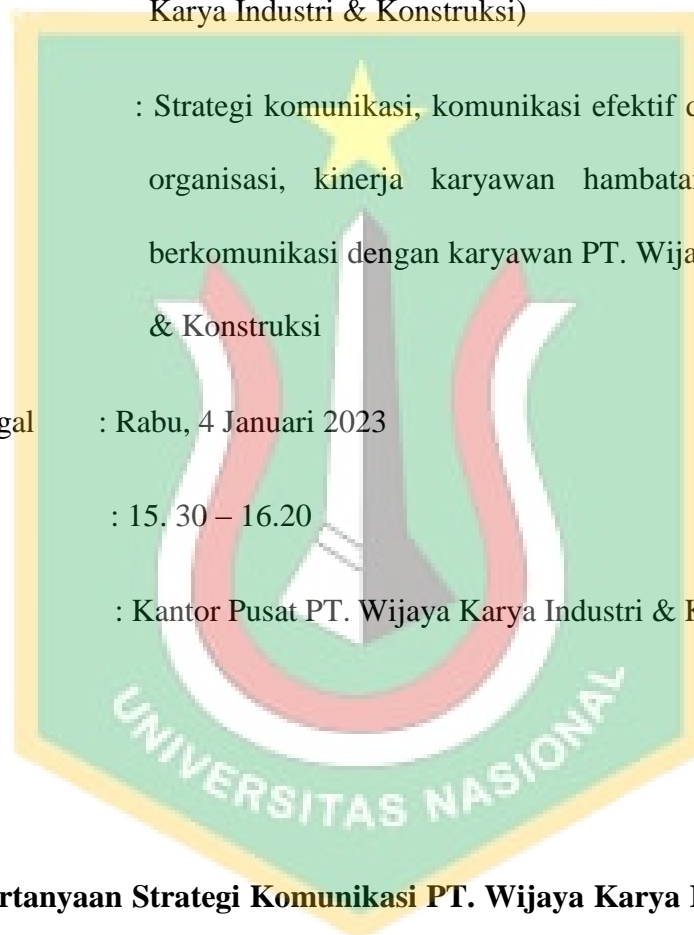 Karya Industri & Konstruksi)
: Strategi komunikasi, komunikasi efektif
organisasi, kinerja karyawan hambatan
berkomunikasi dengan karyawan PT. Wija
& Konstruksi
gal : Rabu, 4 Januari 2023
: 15. 30 – 16.20
: Kantor Pusat PT. Wijaya Karya Industri & K
UNIVERSITAS NASIONAL
rtanyaan Strategi Komunikasi PT. Wijaya Karya I